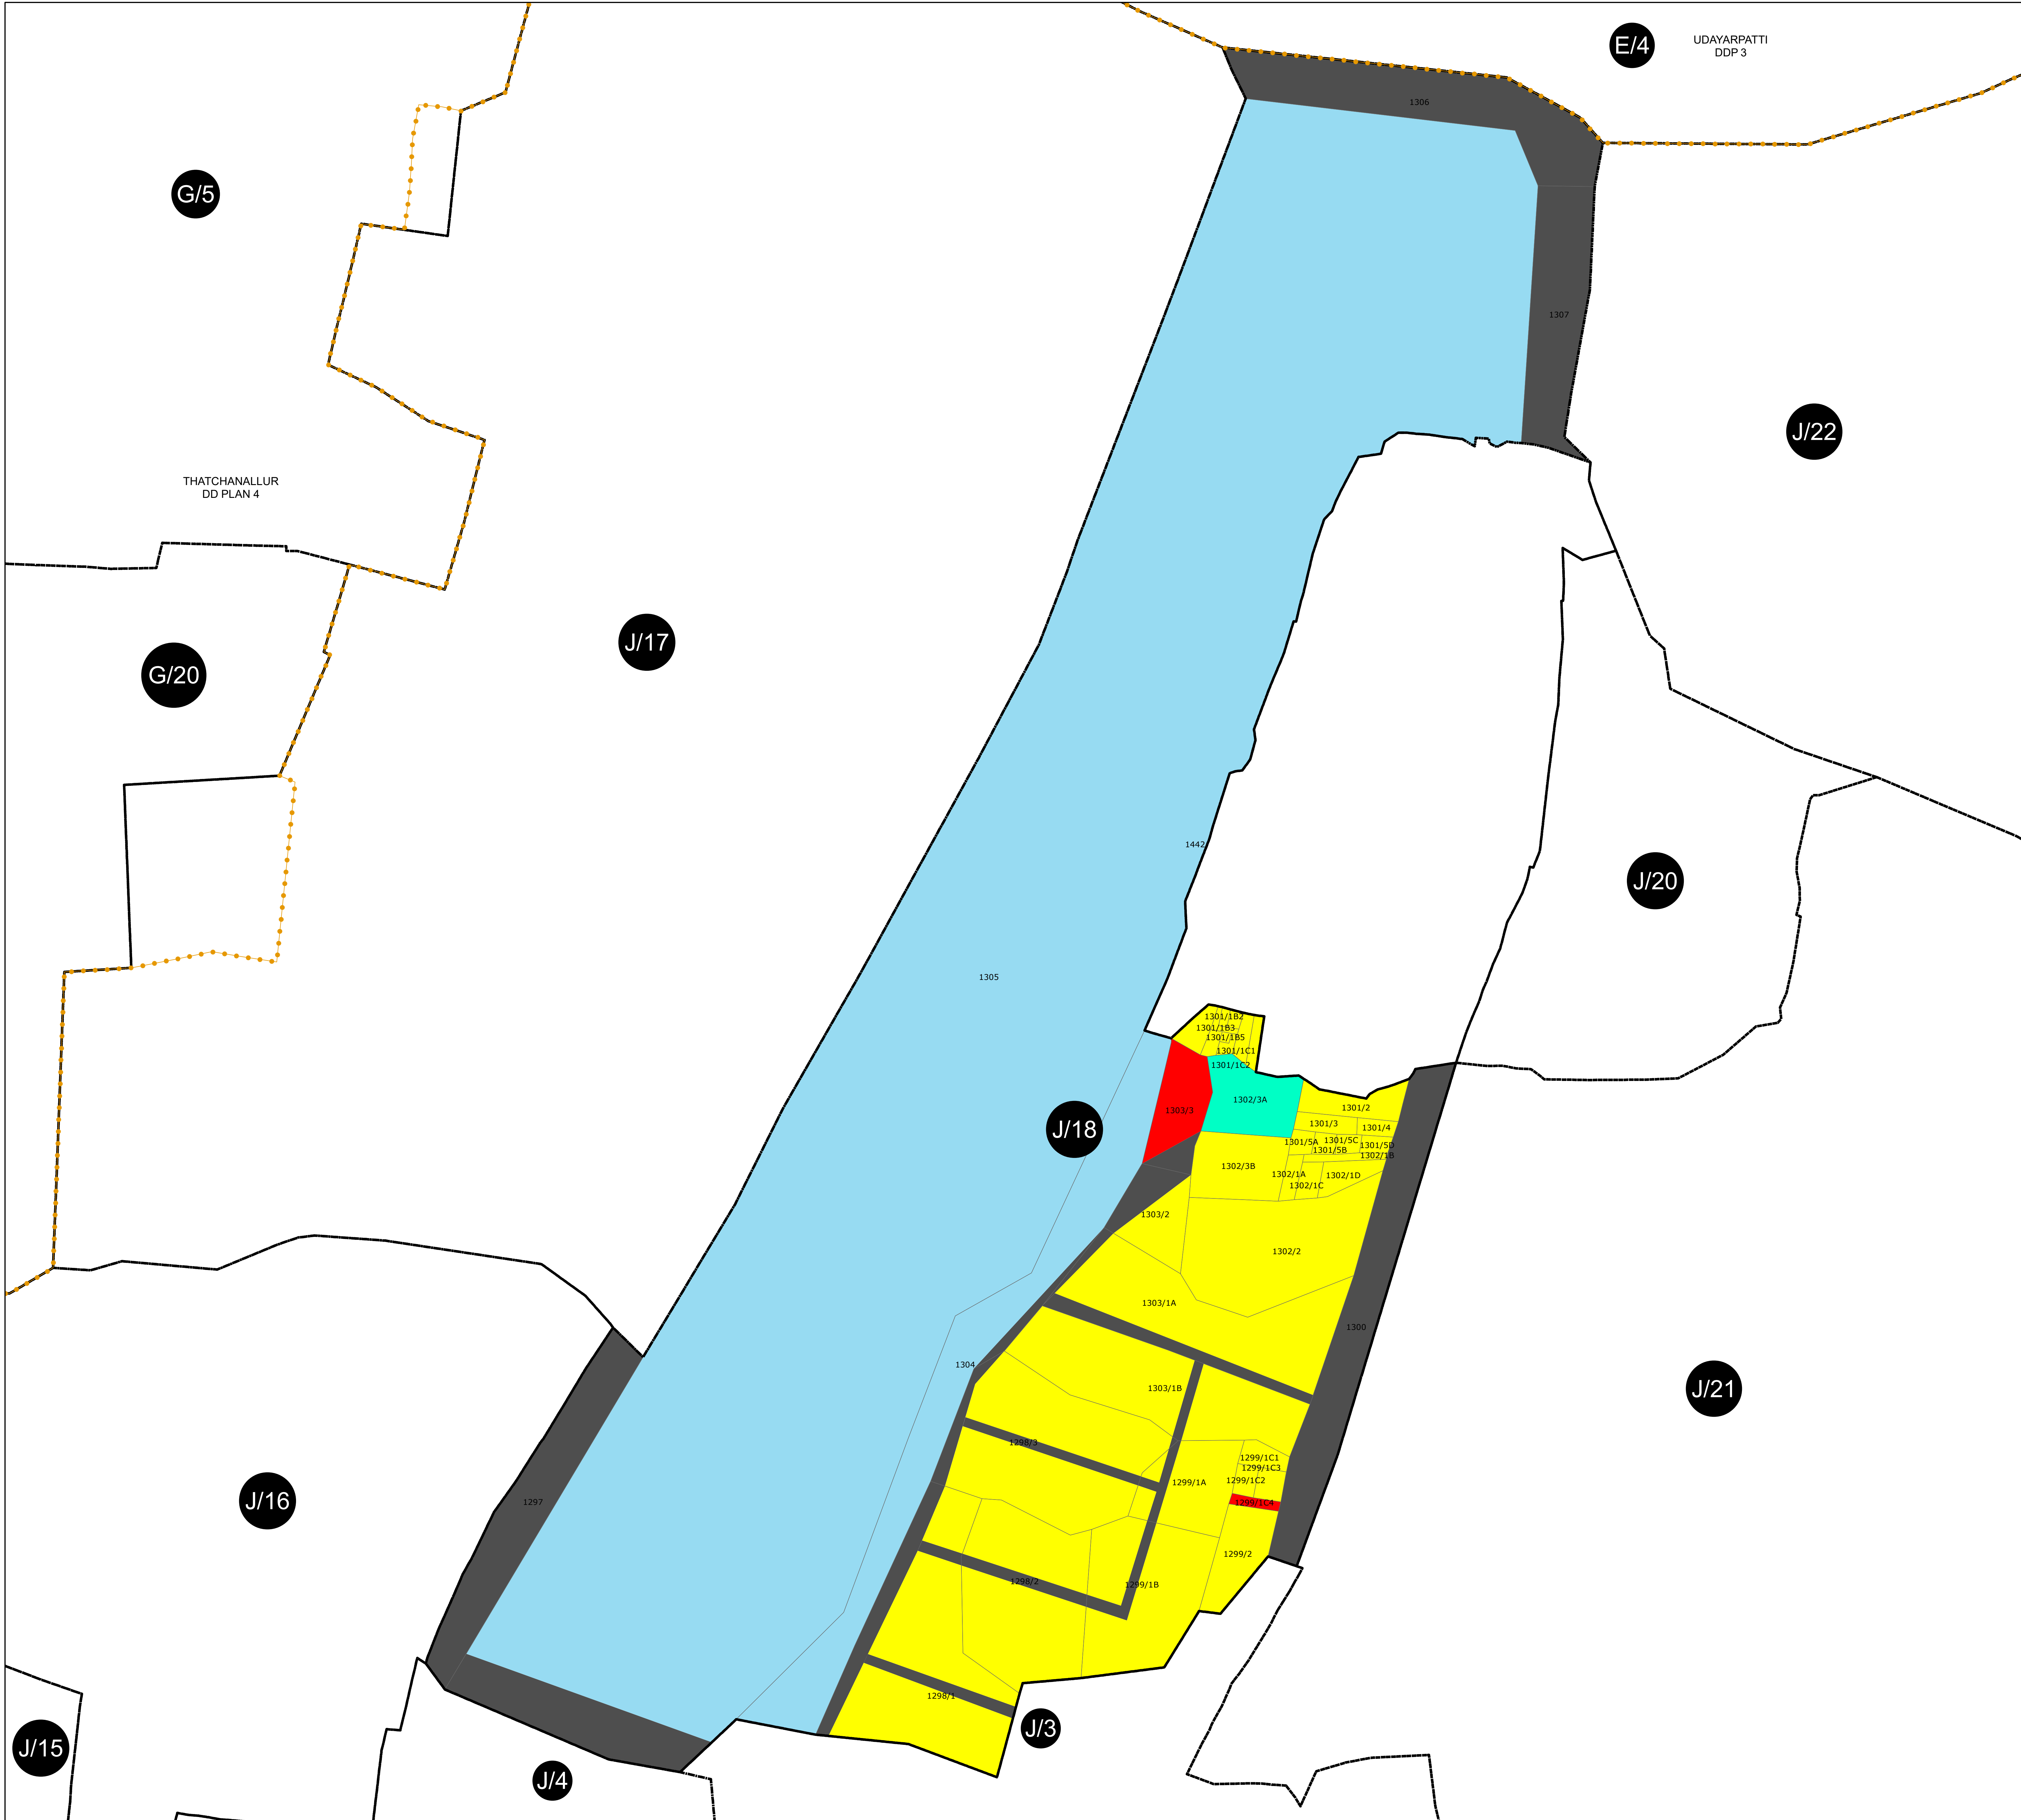 E/4
UDAYARPATTI
DDP 3
1306
G/5
1307
J/22
THATCHANALLUR
DD PLAN 4
J/17
G/20
1442
J/20
1305
1301/1B2
1301/1B3
1301/1B5
1301/1C1
1301/1C2
1302/3A
1303/3
1301/2
J/18
1301/3
1301/4
1301/5A
1301/5C
1301/5D
1301/5B
1302/1B
1302/3B
1302/1A
1302/1D
1302/1C
1303/2
1302/2
1303/1A
1300
1304
1303/1B
J/21
1298/3
1299/1C1
1299/1C3
1299/1A
1299/1C2
J/16
1297
1299/1C4
1299/2
1298/2
1299/1B
1298/1
J/3
J/15
J/4